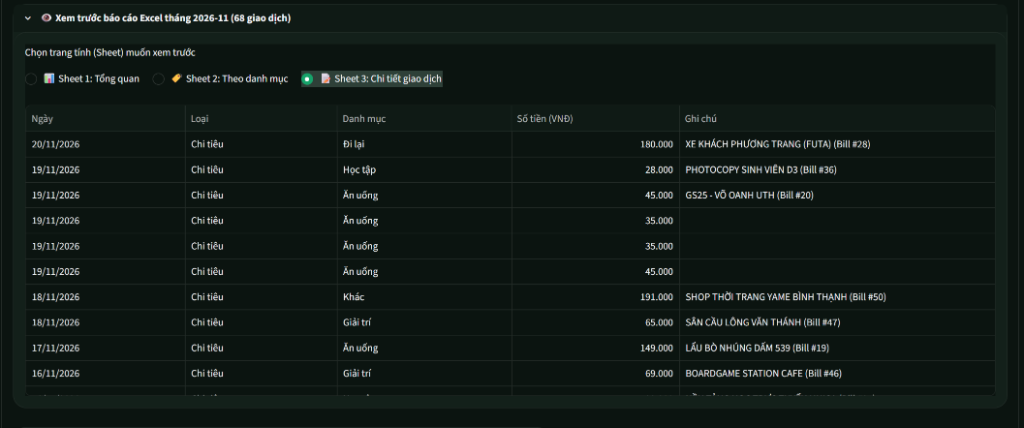 Xem trước báo cáo Excel tháng 2026-11 (68 giao dịch)
Chọn trang tính (Sheet) muốn xem trước
Sheet 1: Tổng quan Sheet 2: Theo danh mục Sheet 3: Chi tiết giao dịch
Ngày Loại Danh mục Số tiền (VNĐ) Ghi chú
20/11/2026 Chi tiêu Đi lại 180.000 XE KHÁCH PHƯƠNG TRANG (FUTA) (Bill #28)
19/11/2026 Chi tiêu Học tập 28.000 PHOTOCOPY SINH VIÊN D3 (Bill #36)
19/11/2026 Chi tiêu Ăn uống 45.000 GS25 - VÕ OANH UTH (Bill #20)
19/11/2026 Chi tiêu Ăn uống 35.000
19/11/2026 Chi tiêu Ăn uống 35.000
19/11/2026 Chi tiêu Ăn uống 45.000
18/11/2026 Chi tiêu Khác 191.000 SHOP THỜI TRANG YAME BÌNH THẠNH (Bill #50)
18/11/2026 Chi tiêu Giải trí 65.000 SÂN CẦU LÔNG VĂN THÁNH (Bill #47)
17/11/2026 Chi tiêu Ăn uống 149.000 LẨU BÒ NHÚNG DẤM 539 (Bill #19)
16/11/2026 Chi tiêu Giải trí 69.000 BOARDGAME STATION CAFE (Bill #46)